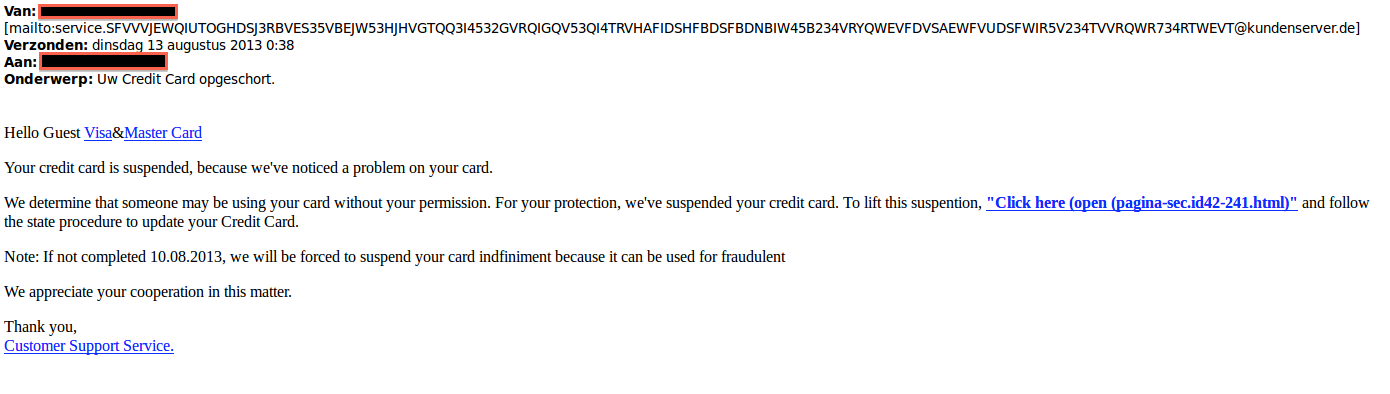 Van:
[mailto:service.SFVVVJEWQIUTOGHDSJ3RBVES35VBEJW53HJHVGTQQ3I4532GVRQIGQV53QI4TRVHAFIDSHFBDSFBDNBIW45B234VRYQWEVFDVSAEWFVUDSFWIR5V234TVVRQWR734RTWEVT@kundenserver.de]
Verzonden: dinsdag 13 augustus 2013 0:38
Aan:
Onderwerp: Uw Credit Card opgeschort.
Hello Guest Visa&Master Card
Your credit card is suspended, because we've noticed a problem on your card.
We determine that someone may be using your card without your permission. For your protection, we've suspended your credit card. To lift this suspention, "Click here (open (pagina-sec.id42-241.html)" and follow
the state procedure to update your Credit Card.
Note: If not completed 10.08.2013, we will be forced to suspend your card indfiniment because it can be used for fraudulent
We appreciate your cooperation in this matter.
Thank you,
Customer Support Service.